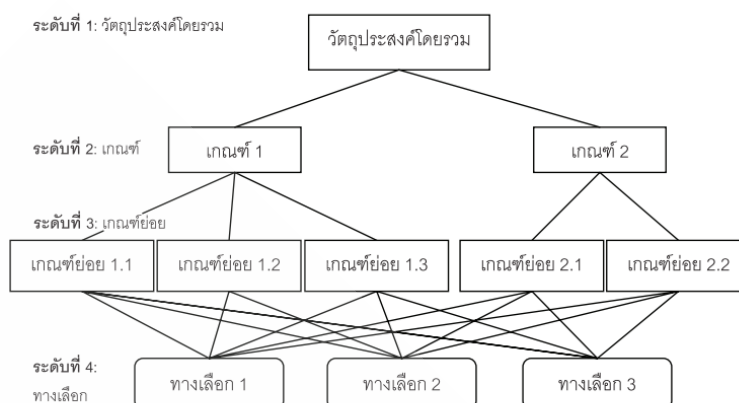 ระดับที่ 1: วัตถุประสงค์โดยรวม
วัตถุประสงค์โดยรวม
ระดับที่ 2: เกณฑ์
เกณฑ์ 1
เกณฑ์ 2
ระดับที่ 3: เกณฑ์ย่อย
เกณฑ์ย่อย 1.1
เกณฑ์ย่อย 1.2
เกณฑ์ย่อย 1.3
เกณฑ์ย่อย 2.1
เกณฑ์ย่อย 2.2
ระดับที่ 4:
ทางเลือก
ทางเลือก 1
ทางเลือก 2
ทางเลือก 3